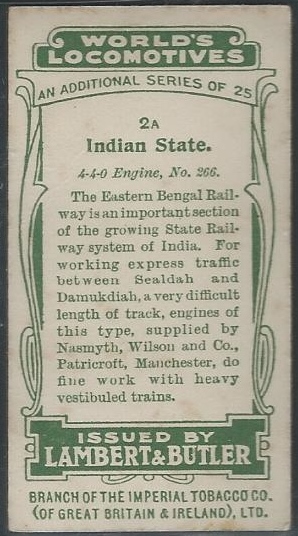 WORLD'S
LOCOMOTIVES
AN ADDITIONAL SERIES OF 25
2A
Indian State.
4-4-0 Engine, No. 266.
The Eastern Bengal Rail-
way is an important section
of the growing State Rail-
way system of India. For
working express traffic
between Sealdah and
Damukdiah, a very difficult
length of track, engines of
this type, supplied by
Nasmyth, Wilson and Co.,
Patricroft, Manchester, do
fine work with heavy
vestibuled trains.
ISSUED BY
LAMBERT & BUTLER
BRANCH OF THE IMPERIAL TOBACCO CO.
(OF GREAT BRITAIN & IRELAND), LTD.